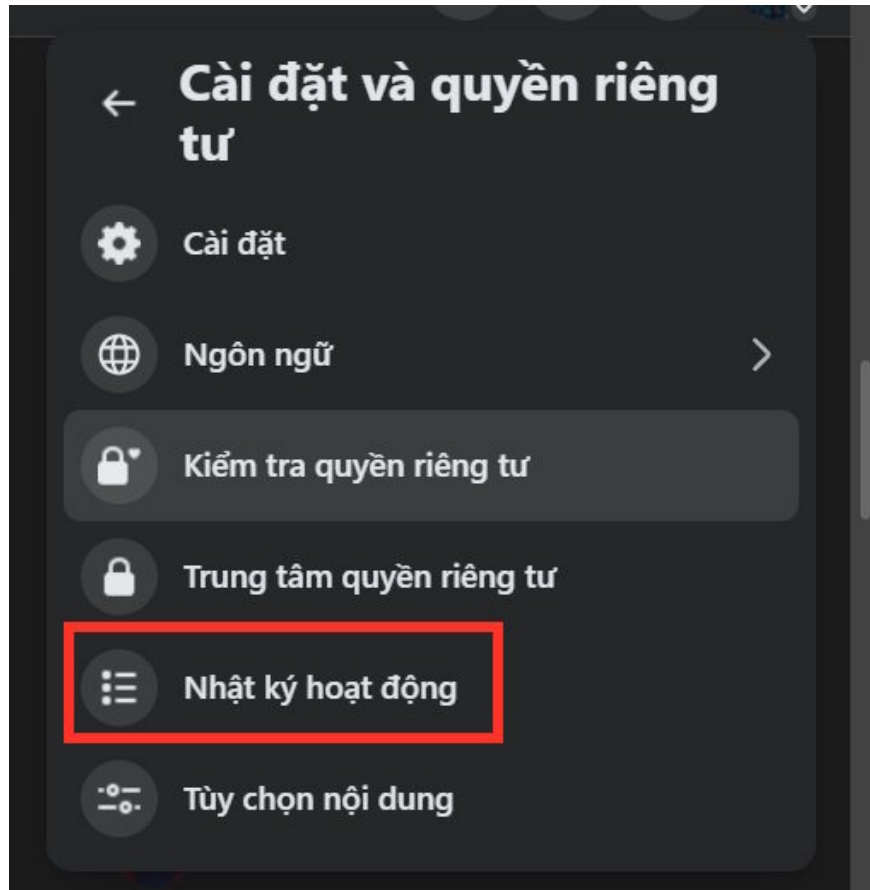 Cài đặt và quyền riêng
tư
Cài đặt
Ngôn ngữ
Kiểm tra quyền riêng tư
Trung tâm quyền riêng tư
Nhật ký hoạt động
Tùy chọn nội dung